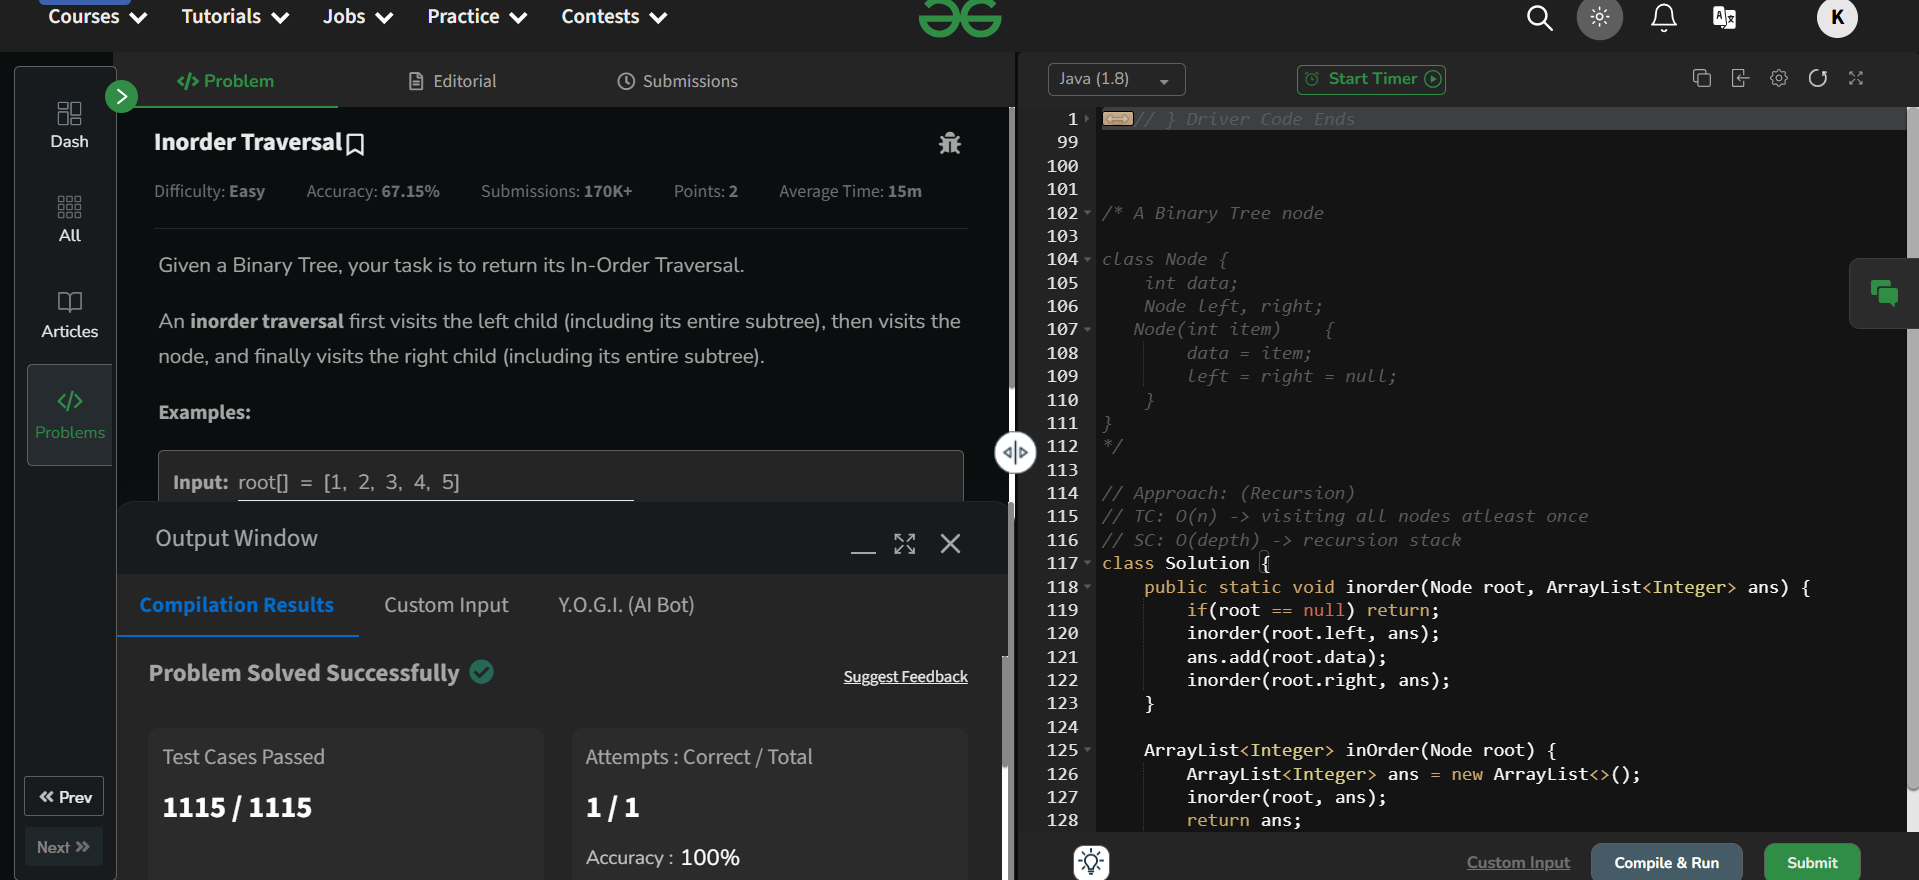 Courses Tutorials Jobs Practice Contests
K
Problem Editorial Submissions
Java (1.8) Start Timer
Dash
All
Articles
Problems
Prev
Next
Inorder Traversal
Difficulty: Easy Accuracy: 67.15% Submissions: 170K+ Points: 2 Average Time: 15m
Given a Binary Tree, your task is to return its In-Order Traversal.
An inorder traversal first visits the left child (including its entire subtree), then visits the
node, and finally visits the right child (including its entire subtree).
Examples:
Input: root[] = [1, 2, 3, 4, 5]
Output Window
Compilation Results Custom Input Y.O.G.I. (AI Bot)
Problem Solved Successfully
Suggest Feedback
Test Cases Passed
1115 / 1115
Attempts : Correct / Total
1 / 1
Accuracy : 100%
1 // } Driver Code Ends
99
100
101
102 /* A Binary Tree node
103
104 class Node {
105 int data;
106 Node left, right;
107 Node(int item) {
108 data = item;
109 left = right = null;
110 }
111 }
112 */
113
114 // Approach: (Recursion)
115 // TC: O(n) -> visiting all nodes atleast once
116 // SC: O(depth) -> recursion stack
117 class Solution {
118 public static void inorder(Node root, ArrayList<Integer> ans) {
119 if(root == null) return;
120 inorder(root.left, ans);
121 ans.add(root.data);
122 inorder(root.right, ans);
123 }
124
125 ArrayList<Integer> inOrder(Node root) {
126 ArrayList<Integer> ans = new ArrayList<>();
127 inorder(root, ans);
128 return ans;
Custom Input Compile & Run Submit